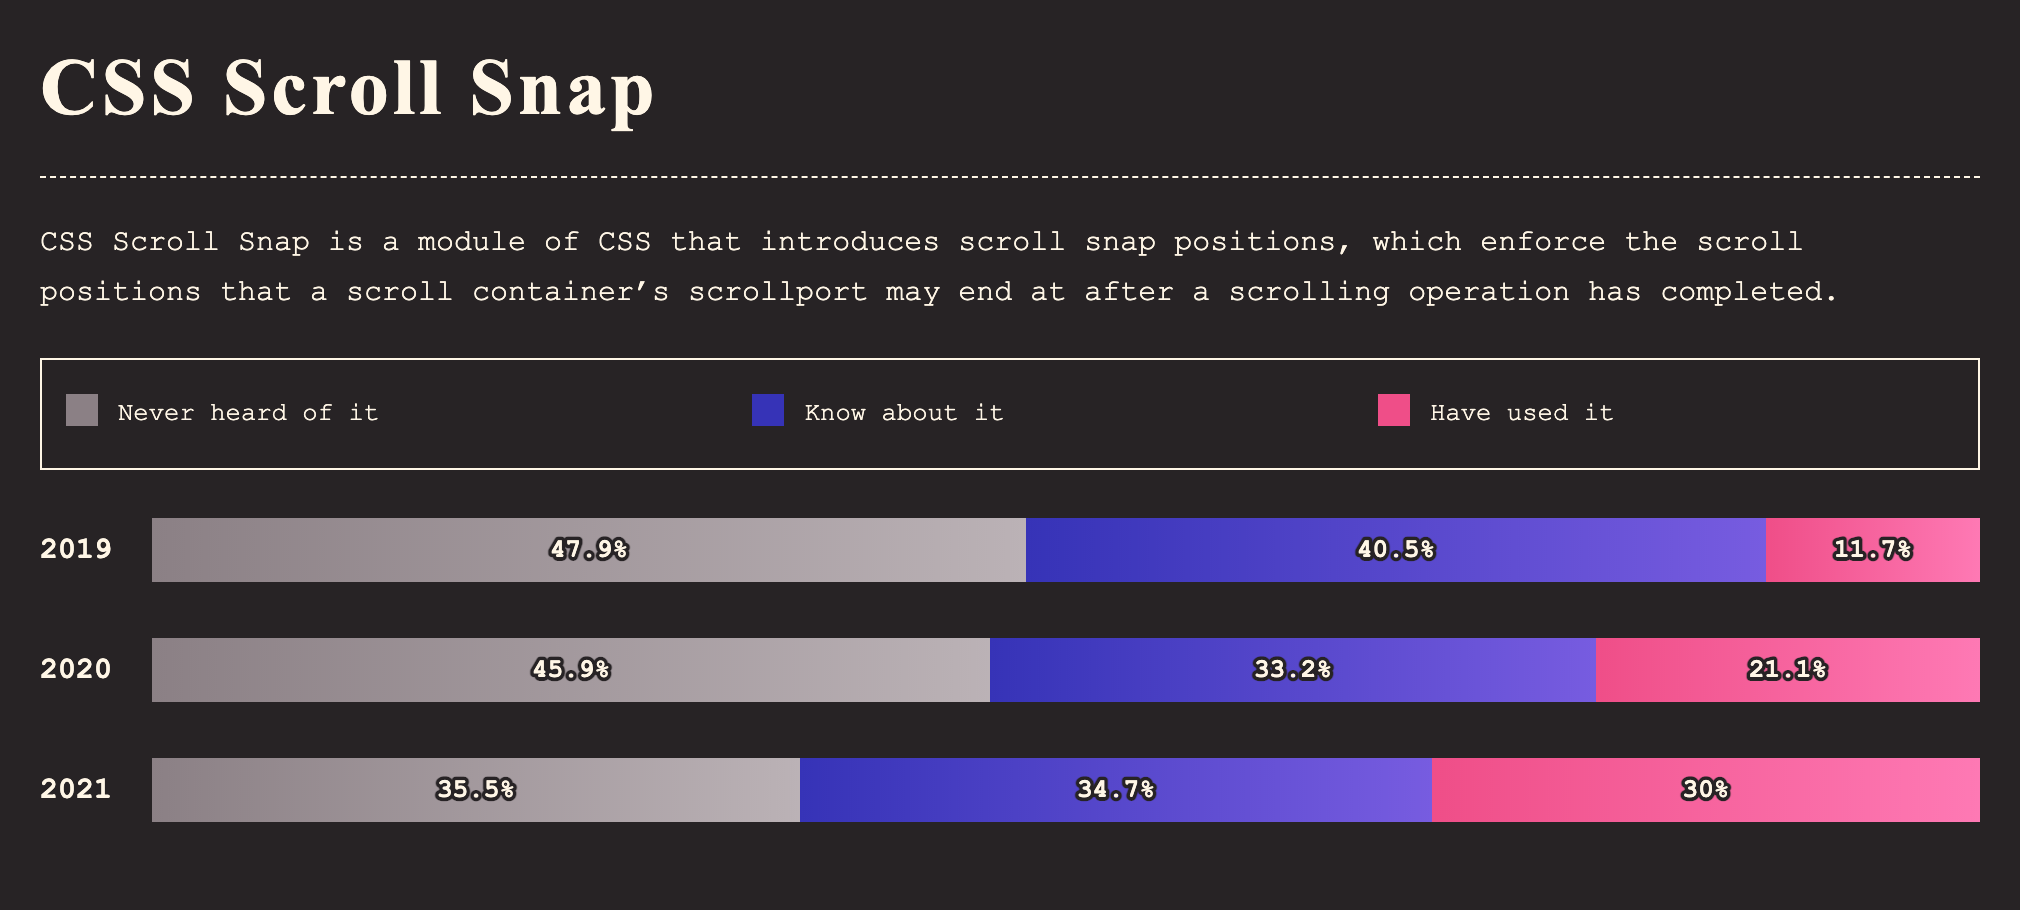 CSS Scroll Snap
CSS Scroll Snap is a module of CSS that introduces scroll snap positions, which enforce the scroll
positions that a scroll container’s scrollport may end at after a scrolling operation has completed.
Never heard of it Know about it Have used it
2019 47.9% 40.5% 11.7%
2020 45.9% 33.2% 21.1%
2021 35.5% 34.7% 30%